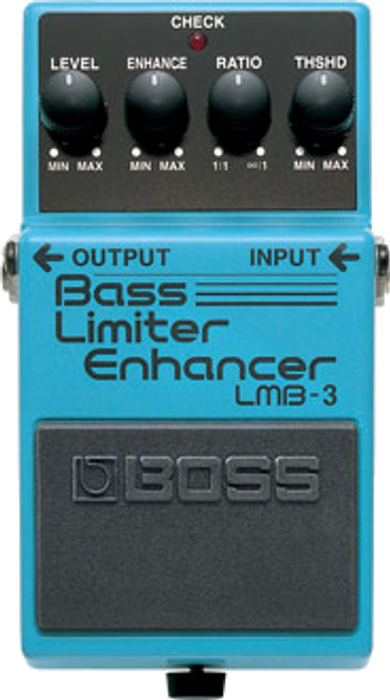 CHECK
LEVEL ENHANCE RATIO THSHD
MIN MAX MIN MAX 1|1 ∞|1 MIN MAX
← OUTPUT INPUT ←
Bass
Limiter
Enhancer
LMB-3
BOSS